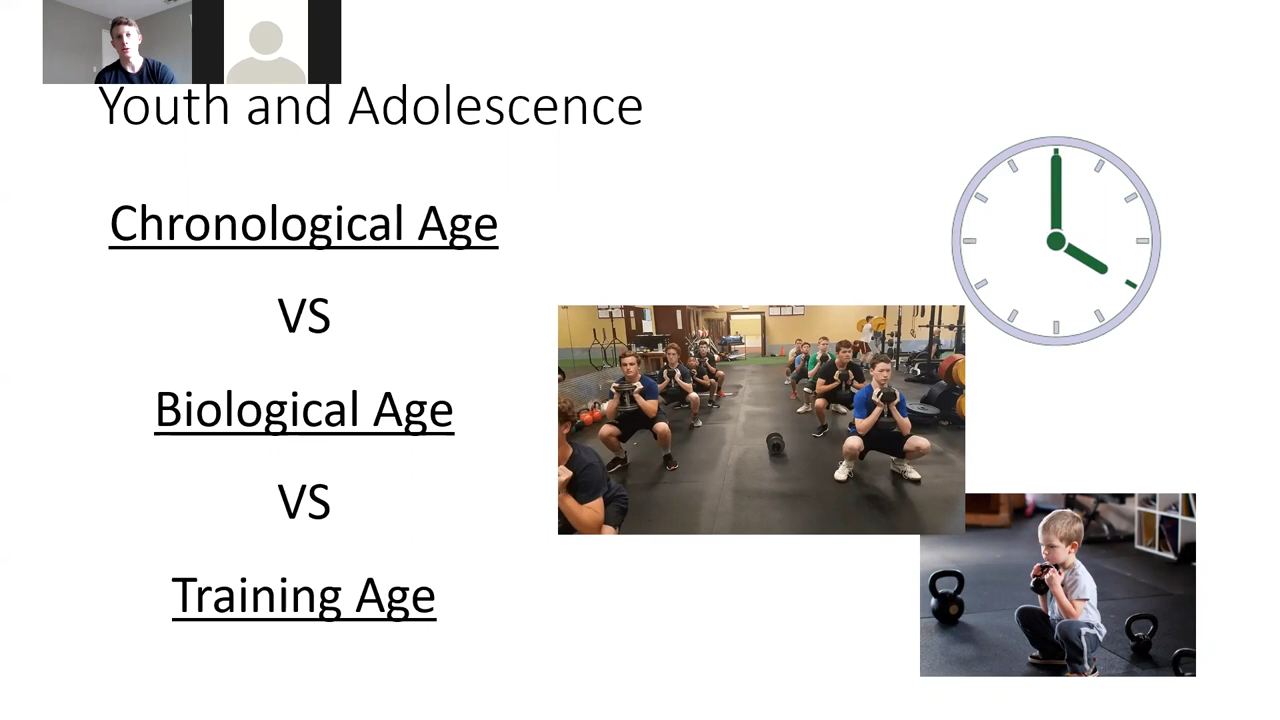 Youth and Adolescence
Chronological Age
VS
Biological Age
VS
Training Age